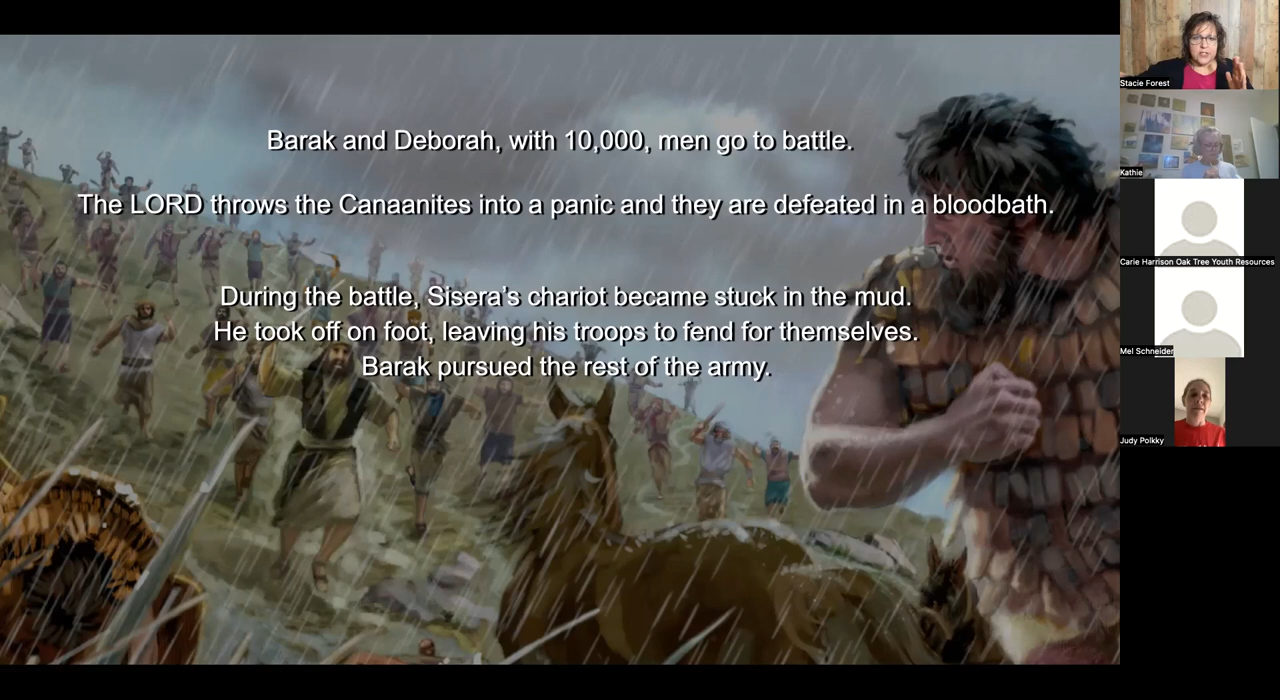 Barak and Deborah, with 10,000, men go to battle.
The LORD throws the Canaanites into a panic and they are defeated in a bloodbath.
During the battle, Sisera’s chariot became stuck in the mud.
He took off on foot, leaving his troops to fend for themselves.
Barak pursued the rest of the army.
Stacie Forest
Kathie
Carie Harrison Oak Tree Youth Resources
Mel Schneider
Judy Polkky